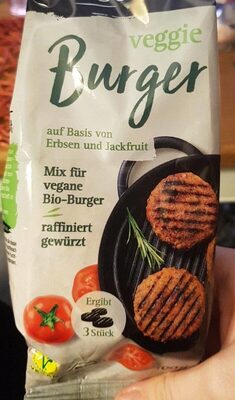 veggie
Burger
auf Basis von
Erbsen und Jackfruit
Mix für
vegane
Bio-Burger
raffiniert
gewürzt
Ergibt
3 Stück